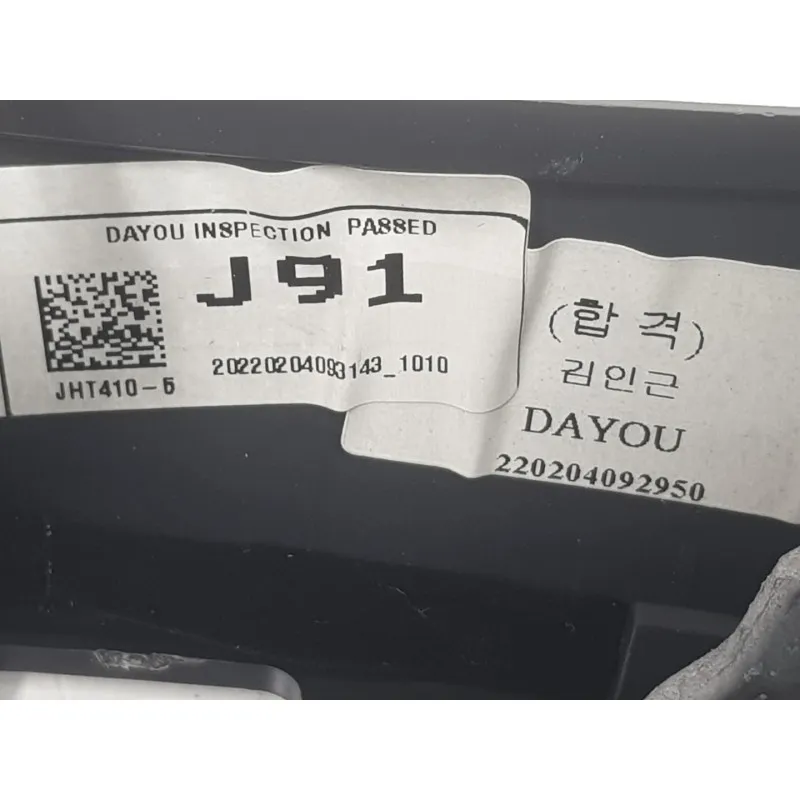 DAYOU INSPECTION PASSED
J91
20220204093143_1010
JHT410-5
(합격)
김인근
DAYOU
220204092950